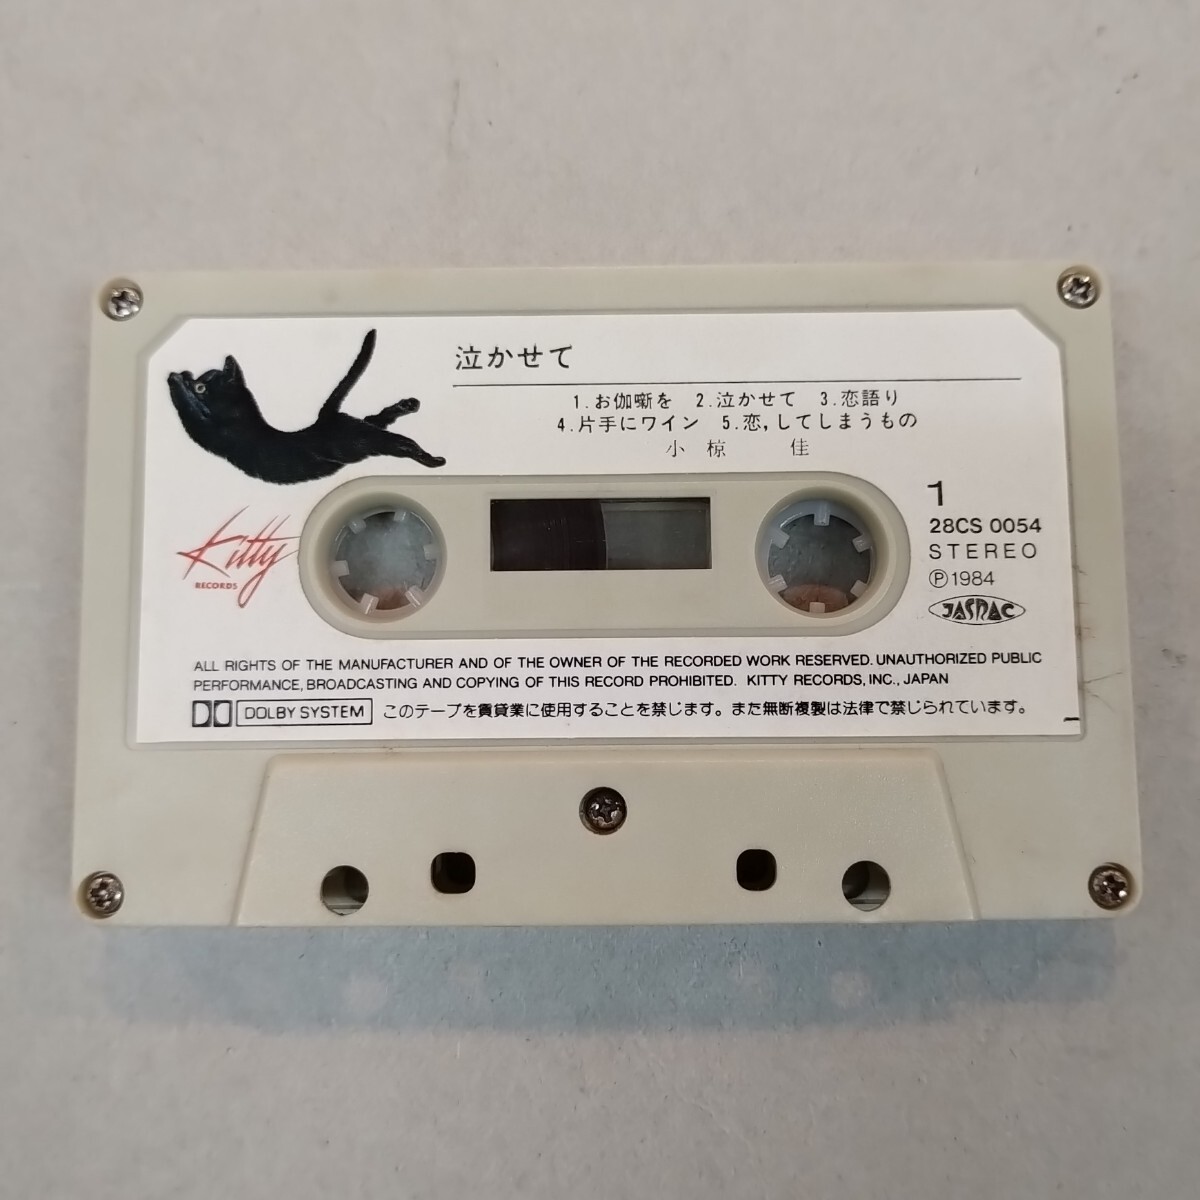 泣かせて
1.お伽噺を 2.泣かせて 3.恋語り
4.片手にワイン 5.恋,してしまうもの
小椋 佳
Kitty
RECORDS
1
28CS 0054
STEREO
Ⓟ1984
JASRAC
ALL RIGHTS OF THE MANUFACTURER AND OF THE OWNER OF THE RECORDED WORK RESERVED. UNAUTHORIZED PUBLIC
PERFORMANCE, BROADCASTING AND COPYING OF THIS RECORD PROHIBITED. KITTY RECORDS, INC., JAPAN
DOLBY SYSTEM このテープを賃貸業に使用することを禁じます。また無断複製は法律で禁じられています。